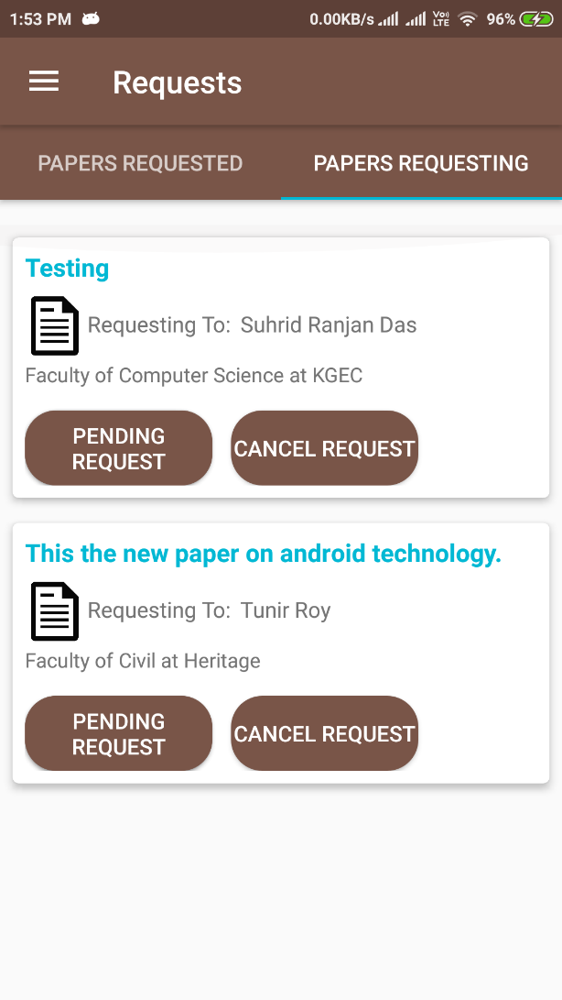 1:53 PM 0.00KB/s Vo)) LTE 96%
Requests
PAPERS REQUESTED PAPERS REQUESTING
Testing
Requesting To: Suhrid Ranjan Das
Faculty of Computer Science at KGEC
PENDING REQUEST CANCEL REQUEST
This the new paper on android technology.
Requesting To: Tunir Roy
Faculty of Civil at Heritage
PENDING REQUEST CANCEL REQUEST